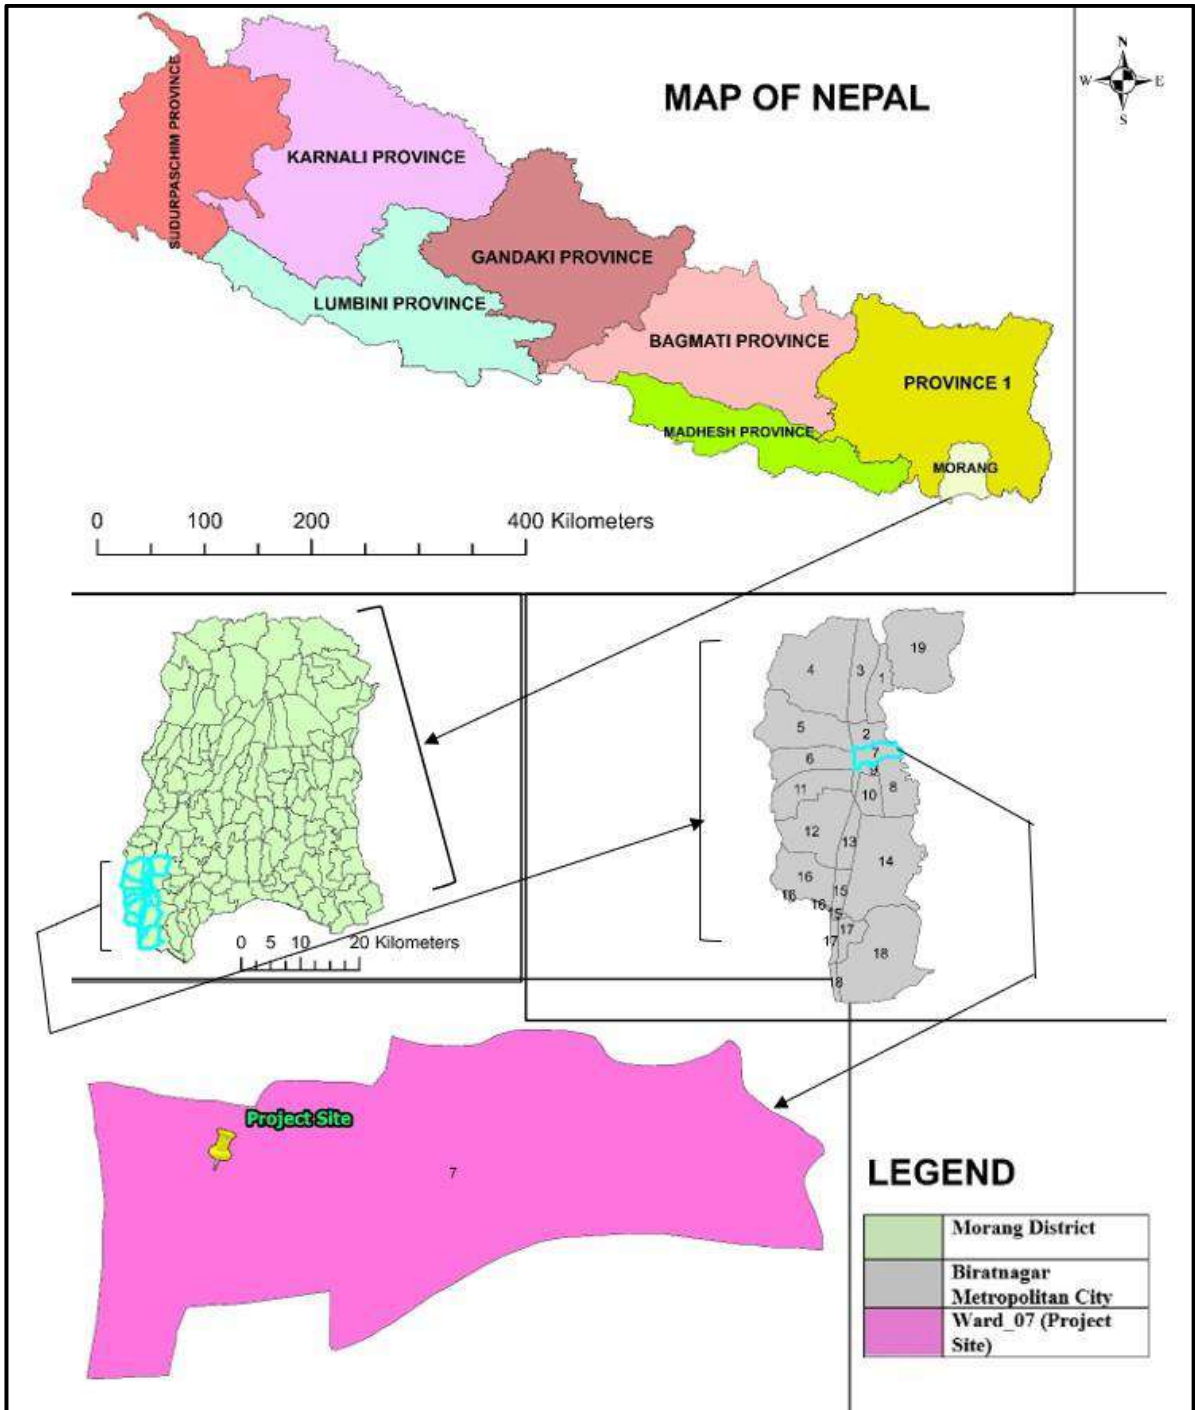 MAP OF NEPAL
N
W E
S
SUDURPASCHIM PROVINCE
KARNALI PROVINCE
GANDAKI PROVINCE
LUMBINI PROVINCE
BAGMATI PROVINCE
PROVINCE 1
MADHESH PROVINCE
MORANG
0 100 200 400 Kilometers
0 5 10 20 Kilometers
19
4 3 1
5 2
7
6
8
11 10
12 13
14
16 15
16
16 15
17
17
18
18
Project Site
7
LEGEND
Morang District
Biratnagar
Metropolitan City
Ward_07 (Project
Site)